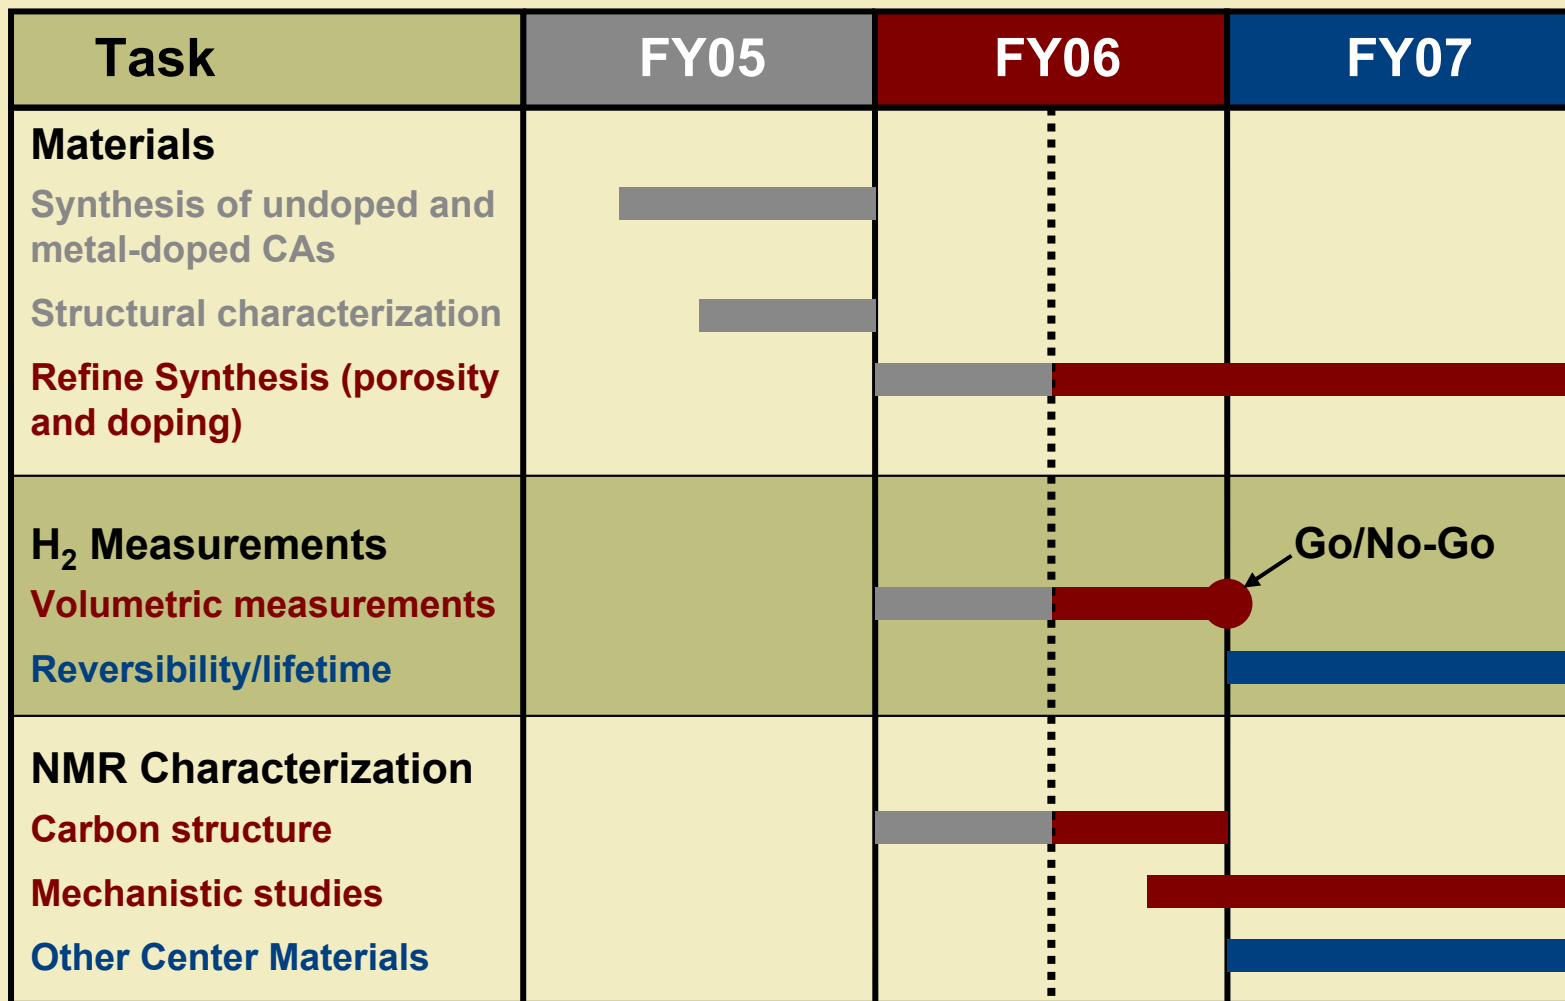 Task FY05 FY06 FY07
Materials
Synthesis of undoped and
metal-doped CAs
Structural characterization
Refine Synthesis (porosity
and doping)
H₂ Measurements
Go/No-Go
Volumetric measurements
Reversibility/lifetime
NMR Characterization
Carbon structure
Mechanistic studies
Other Center Materials